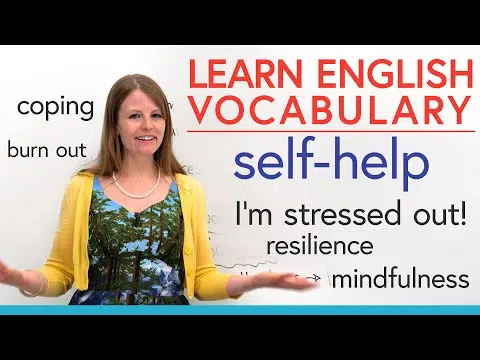 LEARN ENGLISH
VOCABULARY
coping
burn out
self-help
I'm stressed out!
resilience
mindfulness